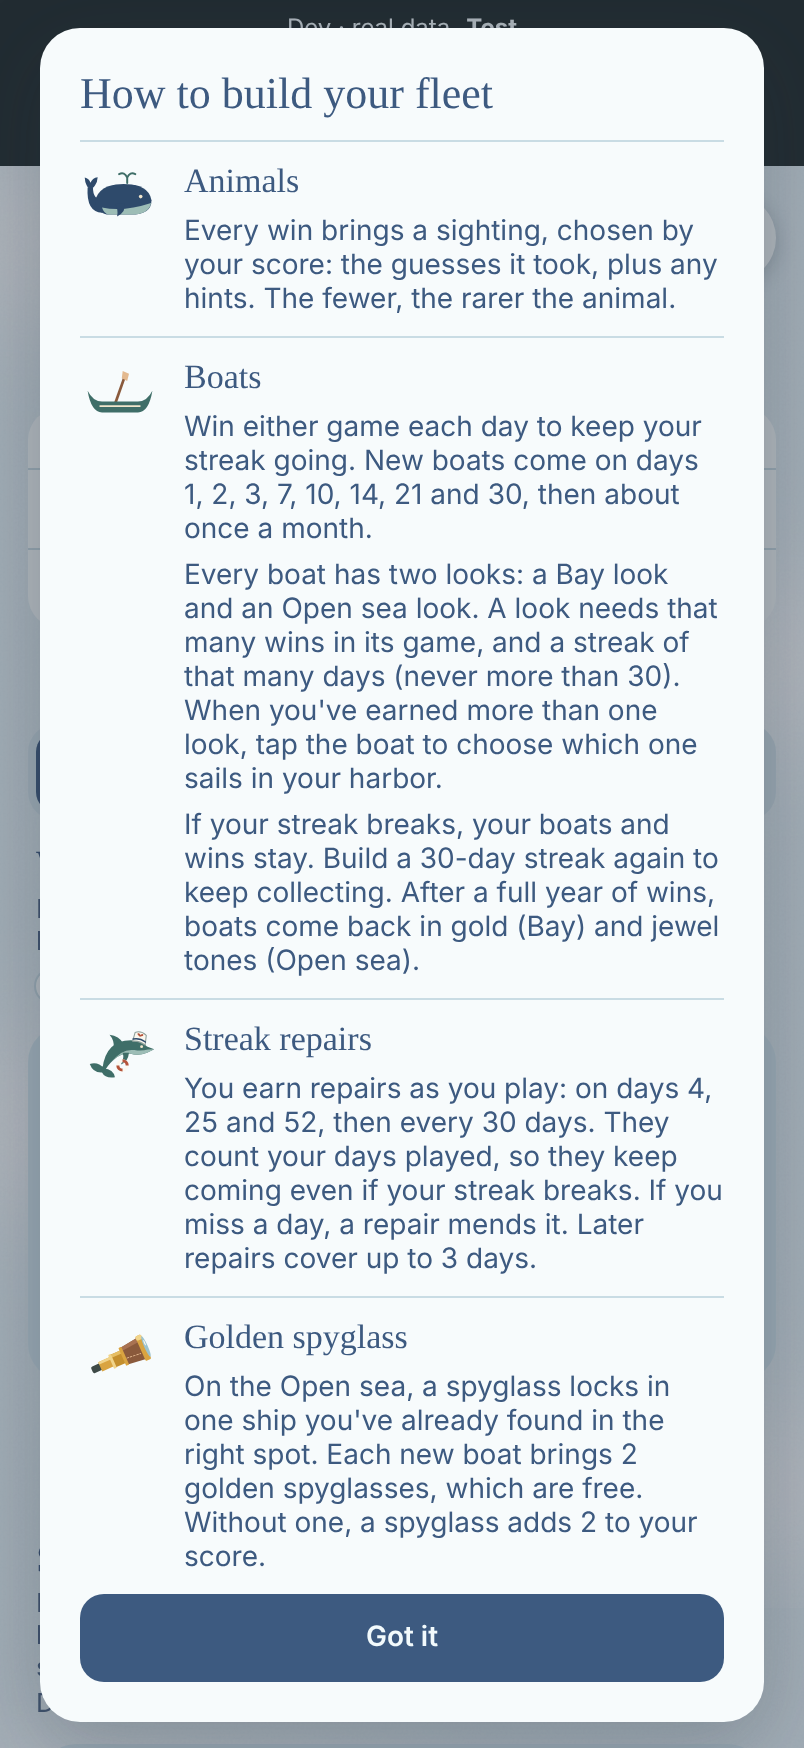 Dev · real data Test
How to build your fleet
Animals
Every win brings a sighting, chosen by
your score: the guesses it took, plus any
hints. The fewer, the rarer the animal.
Boats
Win either game each day to keep your
streak going. New boats come on days
1, 2, 3, 7, 10, 14, 21 and 30, then about
once a month.
Every boat has two looks: a Bay look
and an Open sea look. A look needs that
many wins in its game, and a streak of
that many days (never more than 30).
When you've earned more than one
look, tap the boat to choose which one
sails in your harbor.
If your streak breaks, your boats and
wins stay. Build a 30-day streak again to
keep collecting. After a full year of wins,
boats come back in gold (Bay) and jewel
tones (Open sea).
Streak repairs
You earn repairs as you play: on days 4,
25 and 52, then every 30 days. They
count your days played, so they keep
coming even if your streak breaks. If you
miss a day, a repair mends it. Later
repairs cover up to 3 days.
Golden spyglass
On the Open sea, a spyglass locks in
one ship you've already found in the
right spot. Each new boat brings 2
golden spyglasses, which are free.
Without one, a spyglass adds 2 to your
score.
Got it